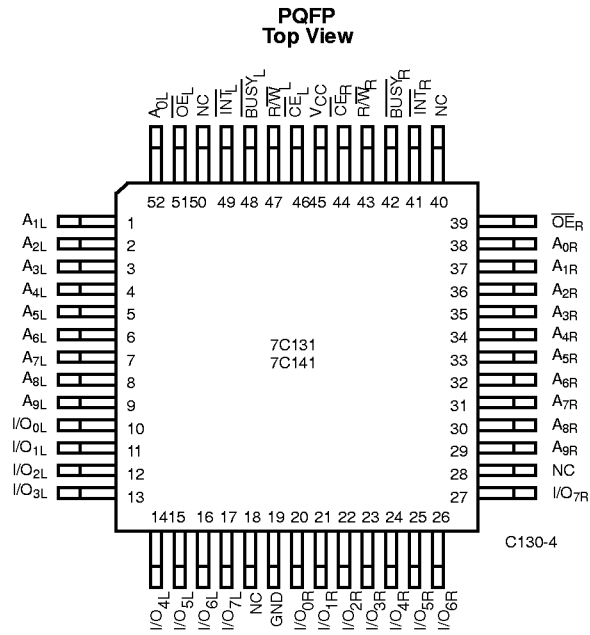 PQFP
Top View
A0L
OEL
NC
INTL
BUSYL
R/WL
CEL
VCC
CER
R/WR
BUSYR
INTR
NC
52 51 50 49 48 47 46 45 44 43 42 41 40
A1L 1
A2L 2
A3L 3
A4L 4
A5L 5
A6L 6
A7L 7
A8L 8
A9L 9
I/O0L 10
I/O1L 11
I/O2L 12
I/O3L 13
7C131
7C141
39 OER
38 A0R
37 A1R
36 A2R
35 A3R
34 A4R
33 A5R
32 A6R
31 A7R
30 A8R
29 A9R
28 NC
27 I/O7R
14 15 16 17 18 19 20 21 22 23 24 25 26
I/O4L
I/O5L
I/O6L
I/O7L
NC
GND
I/O0R
I/O1R
I/O2R
I/O3R
I/O4R
I/O5R
I/O6R
C130-4